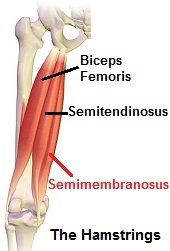 Biceps
Femoris
Semitendinosus
Semimembranosus
The Hamstrings